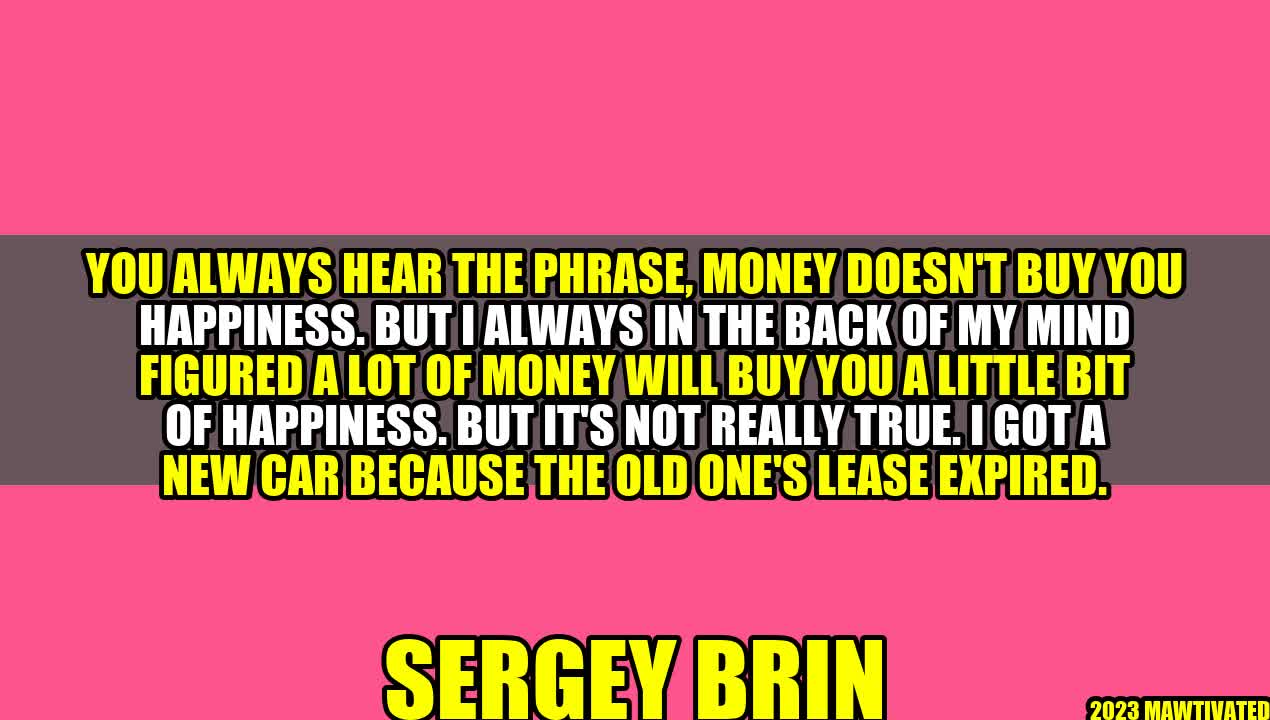 YOU ALWAYS HEAR THE PHRASE, MONEY DOESN'T BUY YOU
HAPPINESS. BUT I ALWAYS IN THE BACK OF MY MIND
FIGURED A LOT OF MONEY WILL BUY YOU A LITTLE BIT
OF HAPPINESS. BUT IT'S NOT REALLY TRUE. I GOT A
NEW CAR BECAUSE THE OLD ONE'S LEASE EXPIRED.
SERGEY BRIN
2023 MAWTIVATED